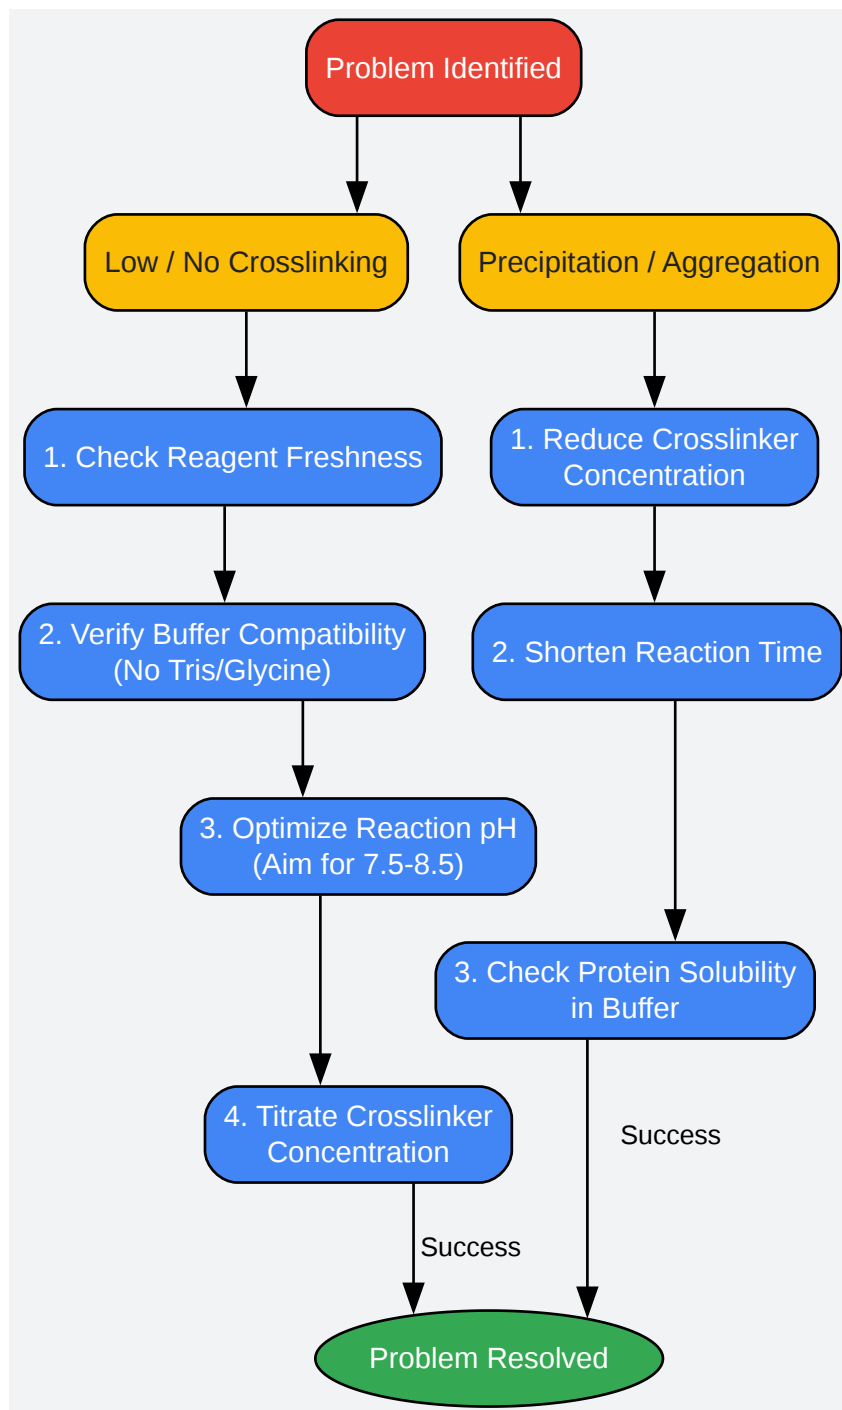 Problem Identified
Low / No Crosslinking
Precipitation / Aggregation
1. Check Reagent Freshness
1. Reduce Crosslinker
Concentration
2. Verify Buffer Compatibility
(No Tris/Glycine)
2. Shorten Reaction Time
3. Optimize Reaction pH
(Aim for 7.5-8.5)
3. Check Protein Solubility
in Buffer
4. Titrate Crosslinker
Concentration
Success
Success
Problem Resolved